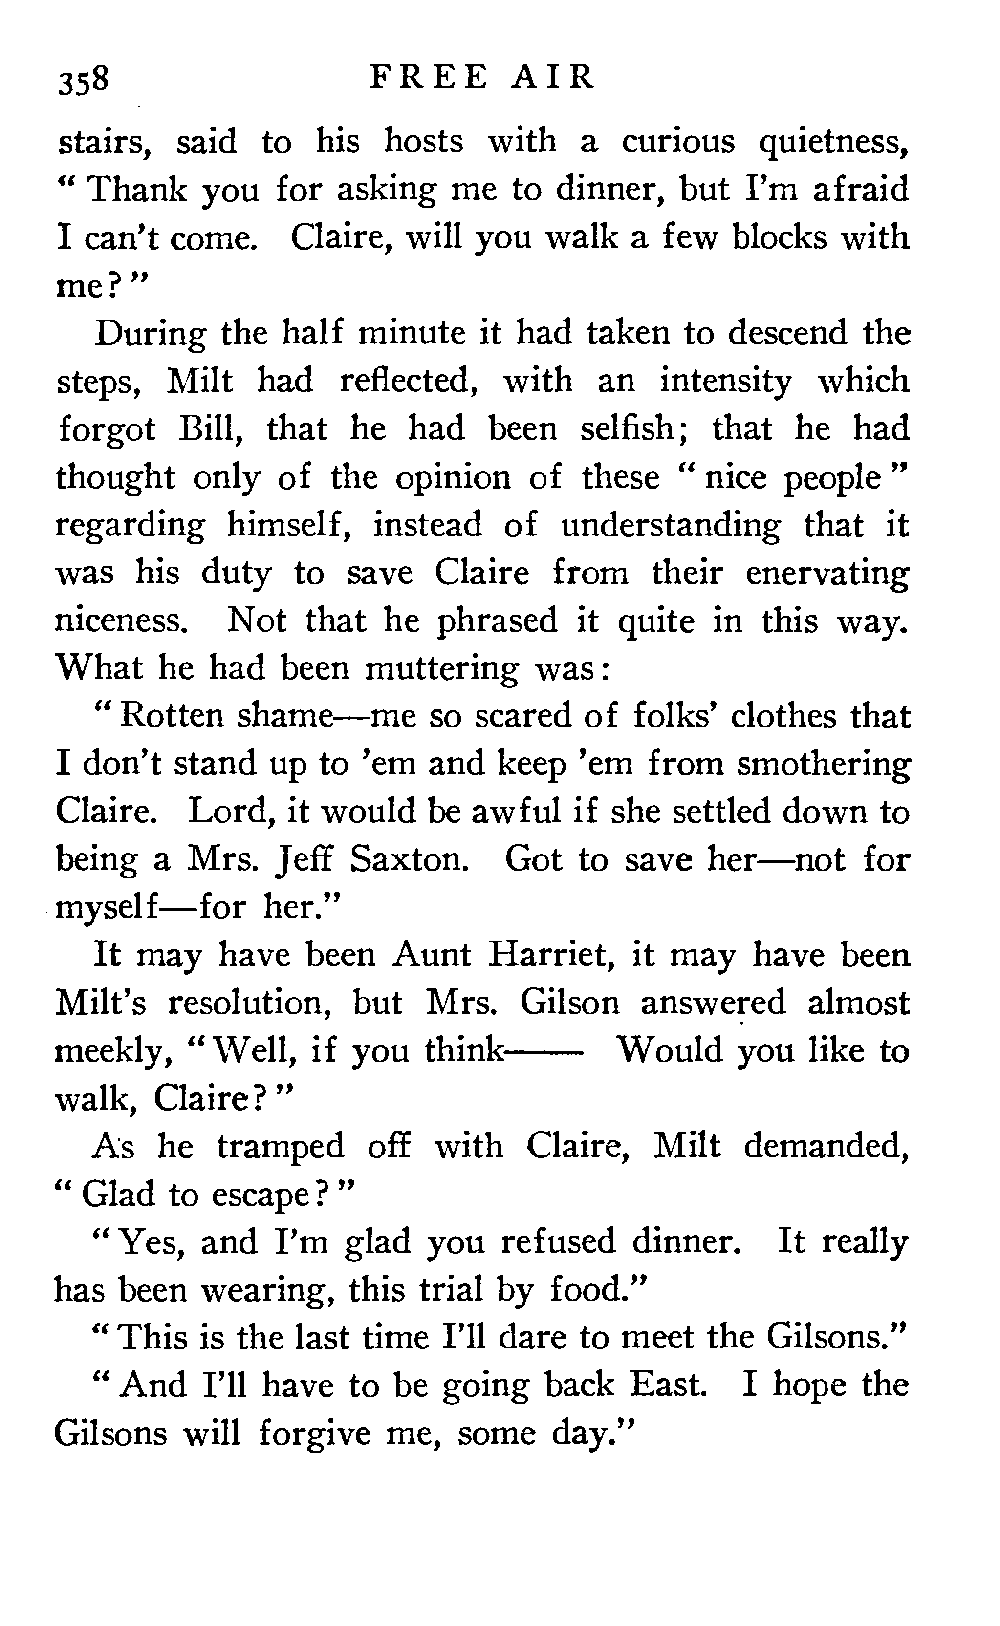 358 FREE AIR
stairs, said to his hosts with a curious quietness,
“ Thank you for asking me to dinner, but I’m afraid
I can’t come. Claire, will you walk a few blocks with
me? ”
During the half minute it had taken to descend the
steps, Milt had reflected, with an intensity which
forgot Bill, that he had been selfish; that he had
thought only of the opinion of these “ nice people ”
regarding himself, instead of understanding that it
was his duty to save Claire from their enervating
niceness. Not that he phrased it quite in this way.
What he had been muttering was:
“ Rotten shame—me so scared of folks’ clothes that
I don’t stand up to ’em and keep ’em from smothering
Claire. Lord, it would be awful if she settled down to
being a Mrs. Jeff Saxton. Got to save her—not for
myself—for her.”
It may have been Aunt Harriet, it may have been
Milt’s resolution, but Mrs. Gilson answered almost
meekly, “ Well, if you think—— Would you like to
walk, Claire? ”
As he tramped off with Claire, Milt demanded,
“ Glad to escape? ”
“ Yes, and I’m glad you refused dinner. It really
has been wearing, this trial by food.”
“ This is the last time I’ll dare to meet the Gilsons.”
“ And I’ll have to be going back East. I hope the
Gilsons will forgive me, some day.”